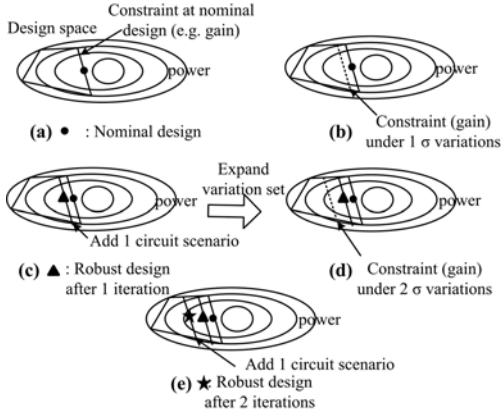 Design space
Constraint at nominal
design (e.g. gain)
power
(a) ● : Nominal design
power
(b)
Constraint (gain)
under 1 σ variations
power
Add 1 circuit scenario
(c) ▲ : Robust design
after 1 iteration
Expand
variation set
power
(d)
Constraint (gain)
under 2 σ variations
power
Add 1 circuit scenario
(e) ★ Robust design
after 2 iterations